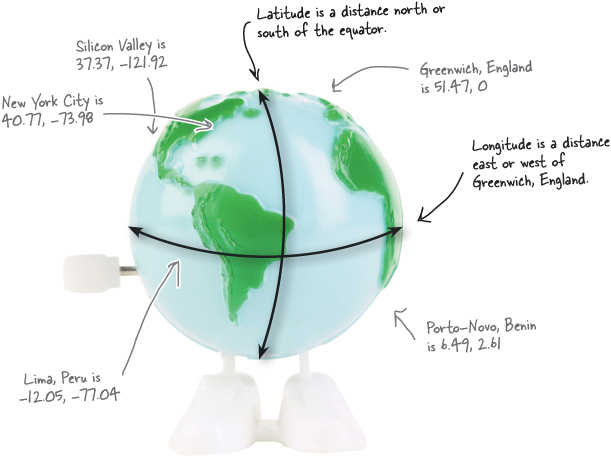 Latitude is a distance north or
south of the equator.
Silicon Valley is
37.37, -121.92
Greenwich, England
is 51.47, 0
New York City is
40.77, -73.98
Longitude is a distance
east or west of
Greenwich, England.
Porto-Novo, Benin
is 6.49, 2.61
Lima, Peru is
-12.05, -77.04